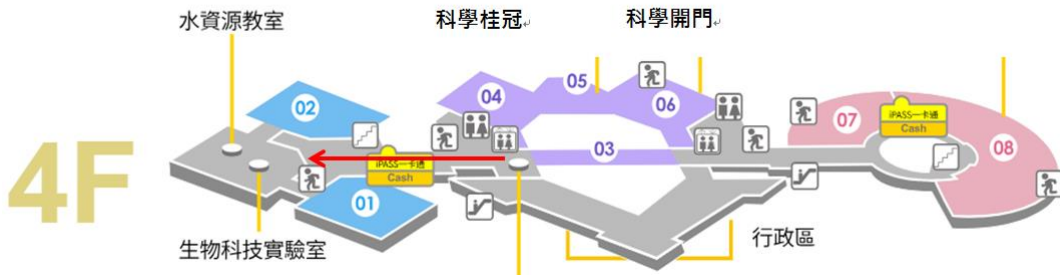 水資源教室
科學桂冠
科學開門
05
02
04
06
iPASS一卡通
Cash
07
03
4F
iPASS一卡通
Cash
08
01
生物科技實驗室
行政區